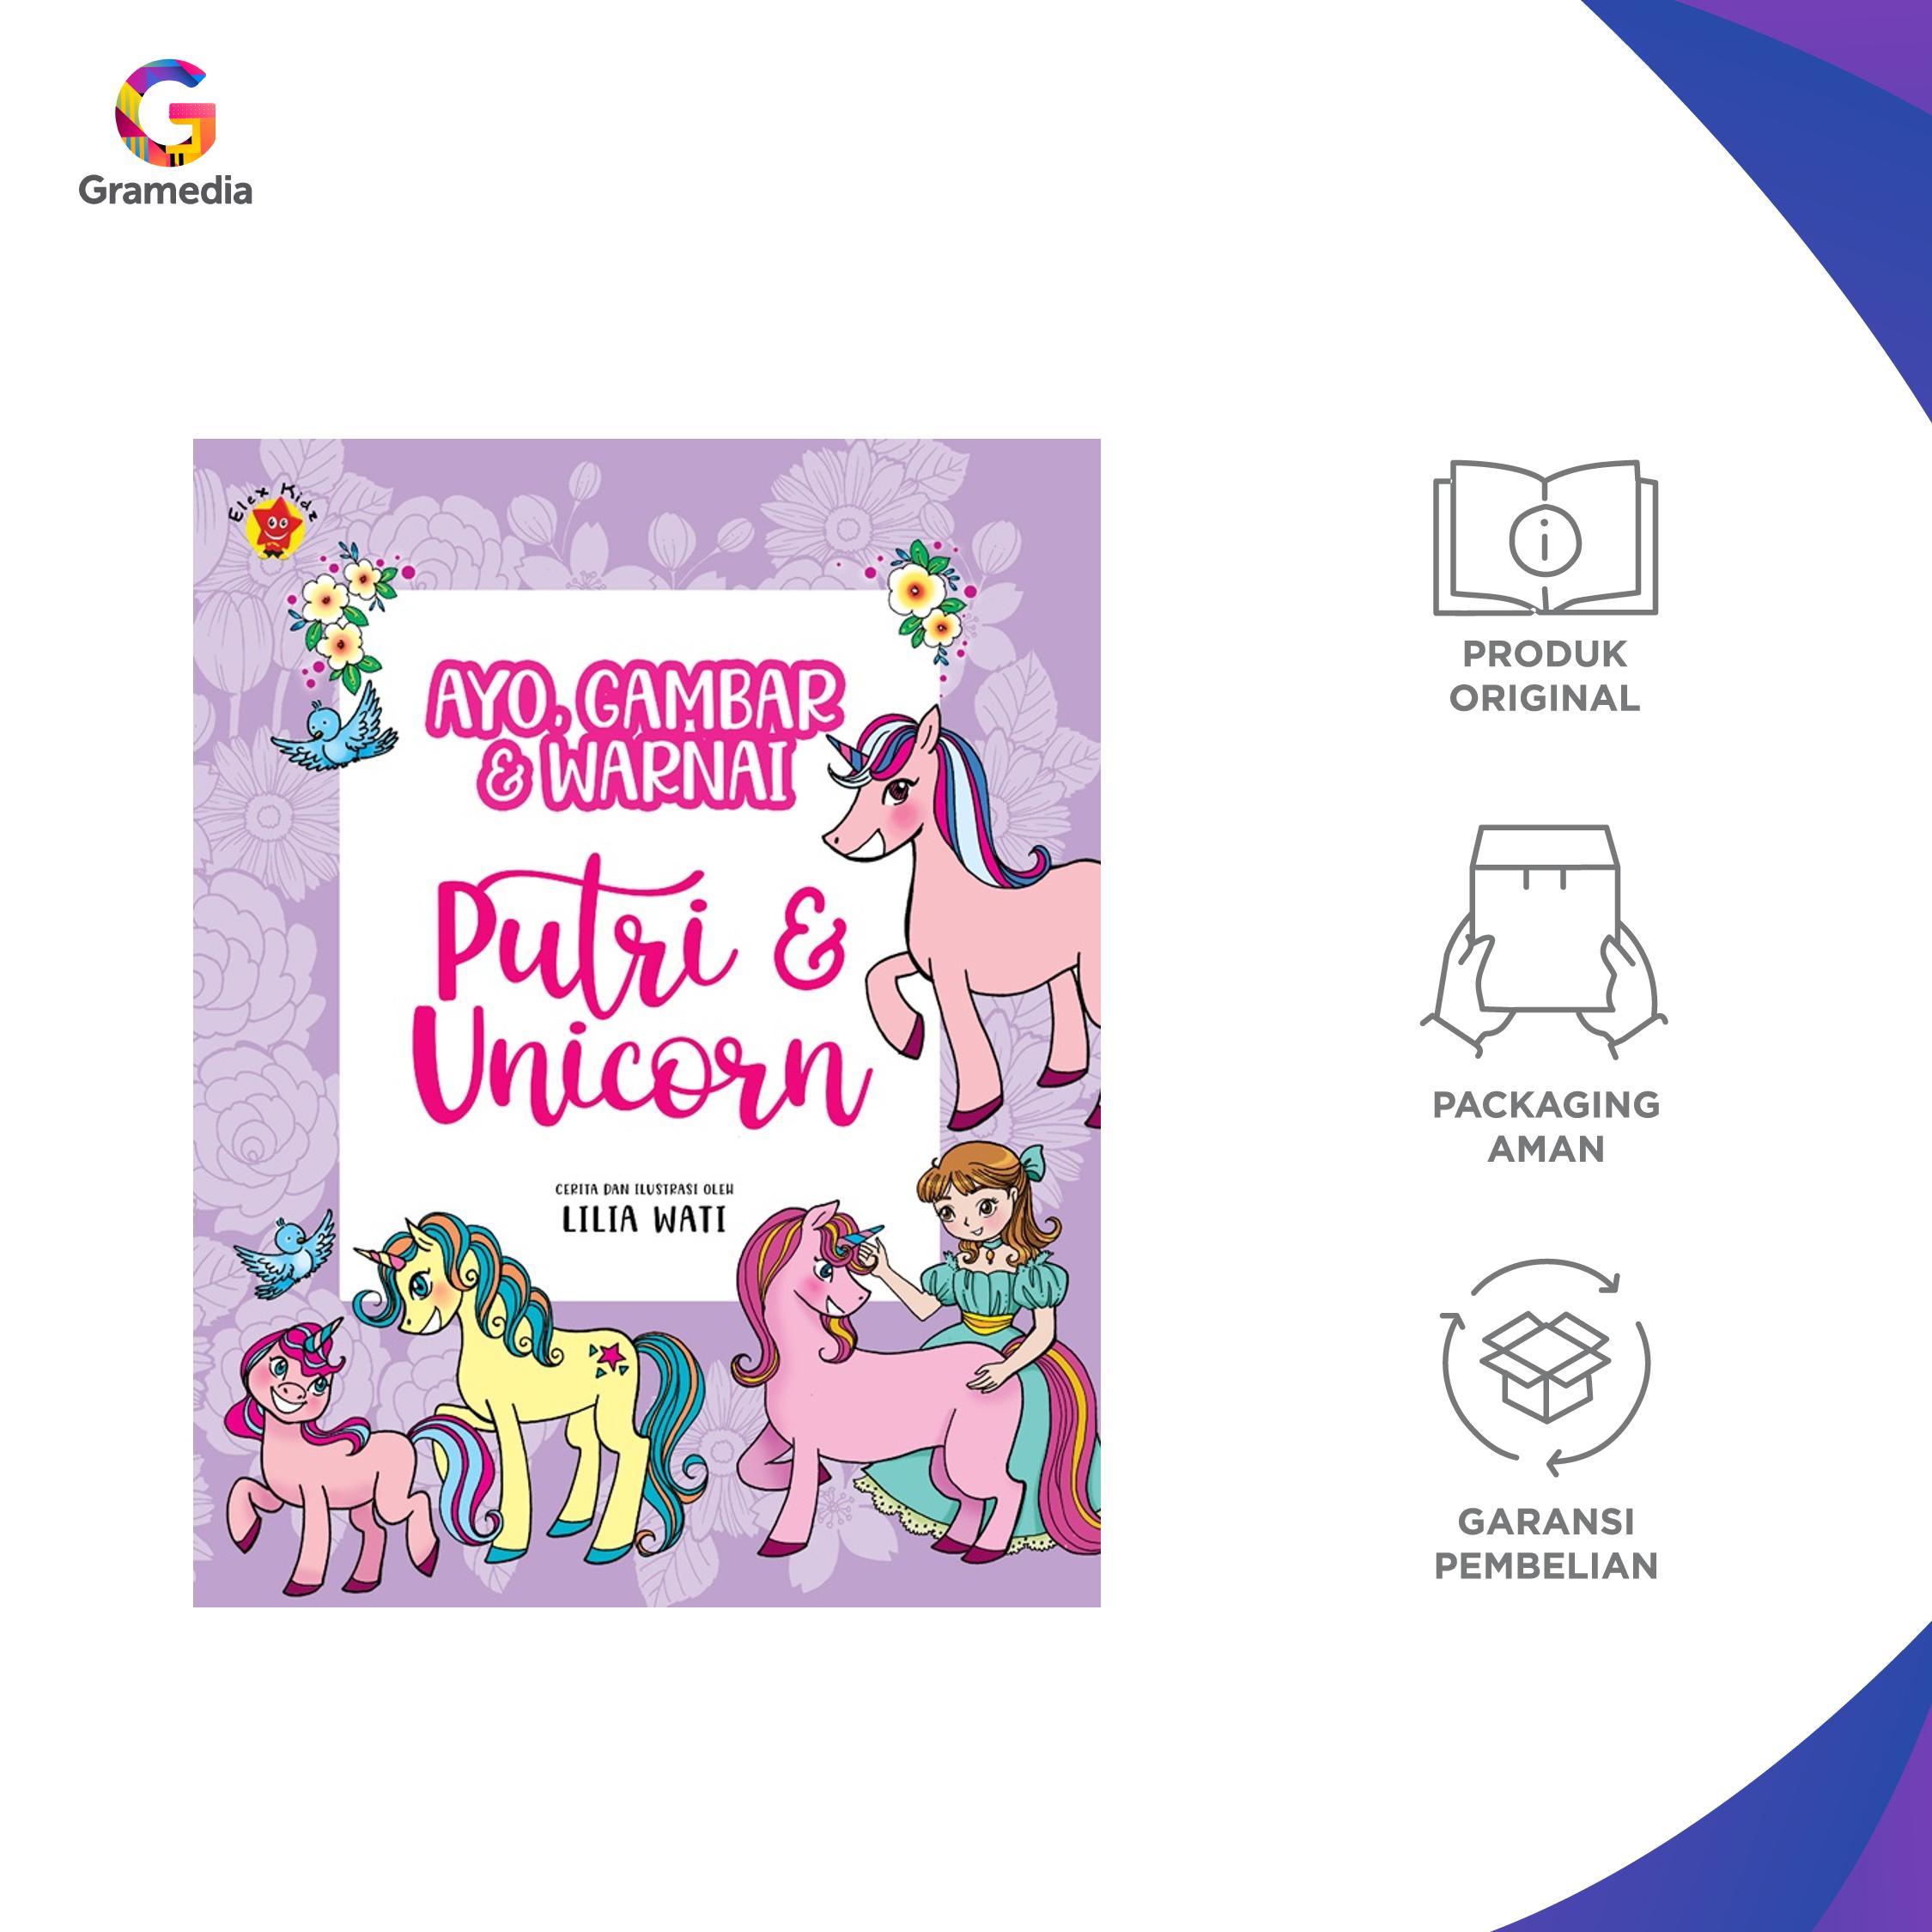 Gramedia
Elex Kidz
AYO, GAMBAR
& WARNAI
Putri &
Unicorn
CERITA DAN ILUSTRASI OLEH
LILIA WATI
PRODUK
ORIGINAL
PACKAGING
AMAN
GARANSI
PEMBELIAN